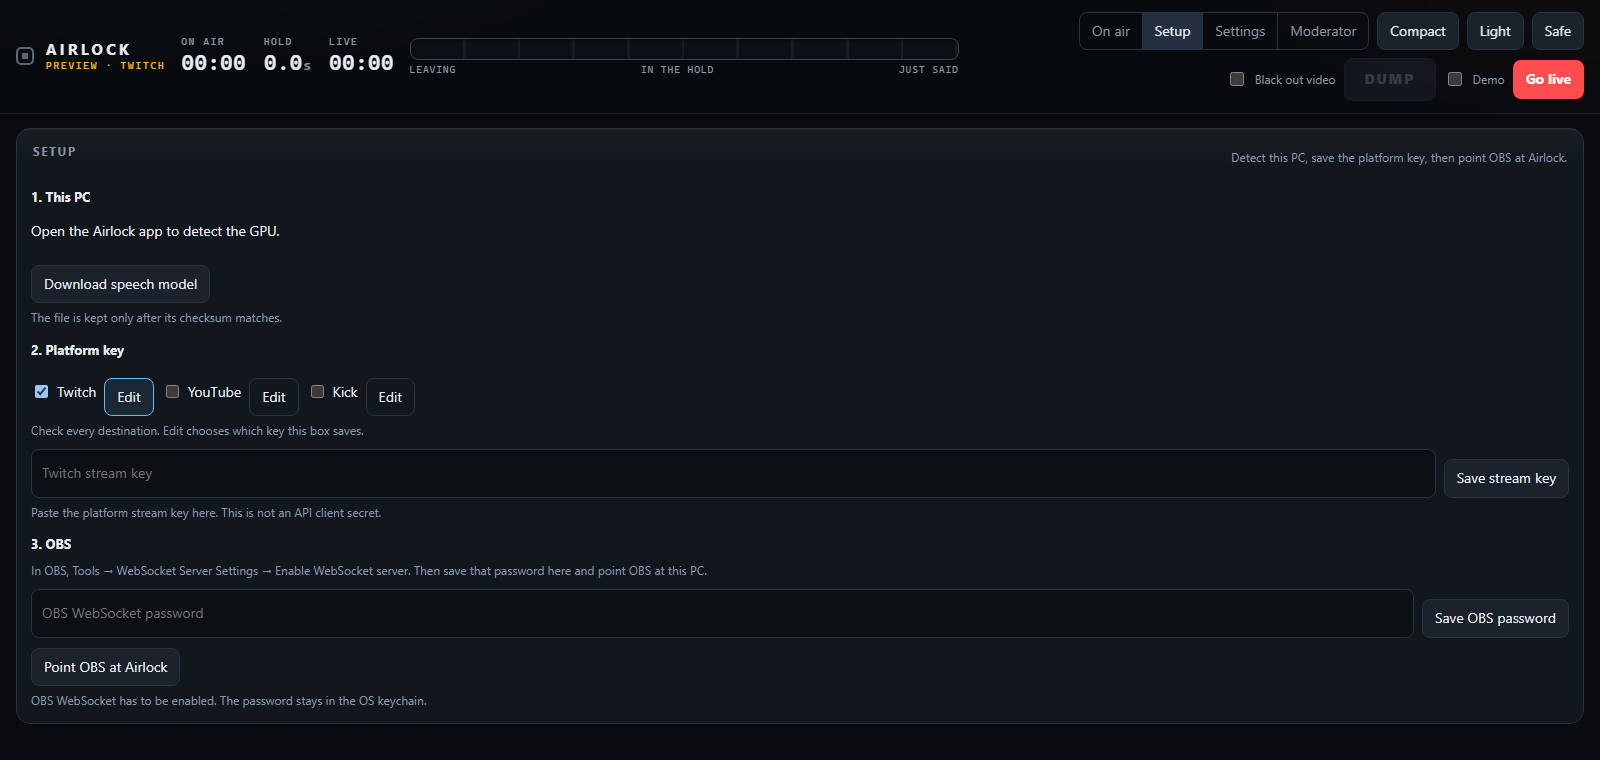 AIRLOCK
PREVIEW · TWITCH
ON AIR
00:00
HOLD
0.0s
LIVE
00:00
LEAVING
IN THE HOLD
JUST SAID
On air
Setup
Settings
Moderator
Compact
Light
Safe
Black out video
DUMP
Demo
Go live
SETUP
Detect this PC, save the platform key, then point OBS at Airlock.
1. This PC
Open the Airlock app to detect the GPU.
Download speech model
The file is kept only after its checksum matches.
2. Platform key
Twitch
Edit
YouTube
Edit
Kick
Edit
Check every destination. Edit chooses which key this box saves.
Twitch stream key
Save stream key
Paste the platform stream key here. This is not an API client secret.
3. OBS
In OBS, Tools → WebSocket Server Settings → Enable WebSocket server. Then save that password here and point OBS at this PC.
OBS WebSocket password
Save OBS password
Point OBS at Airlock
OBS WebSocket has to be enabled. The password stays in the OS keychain.